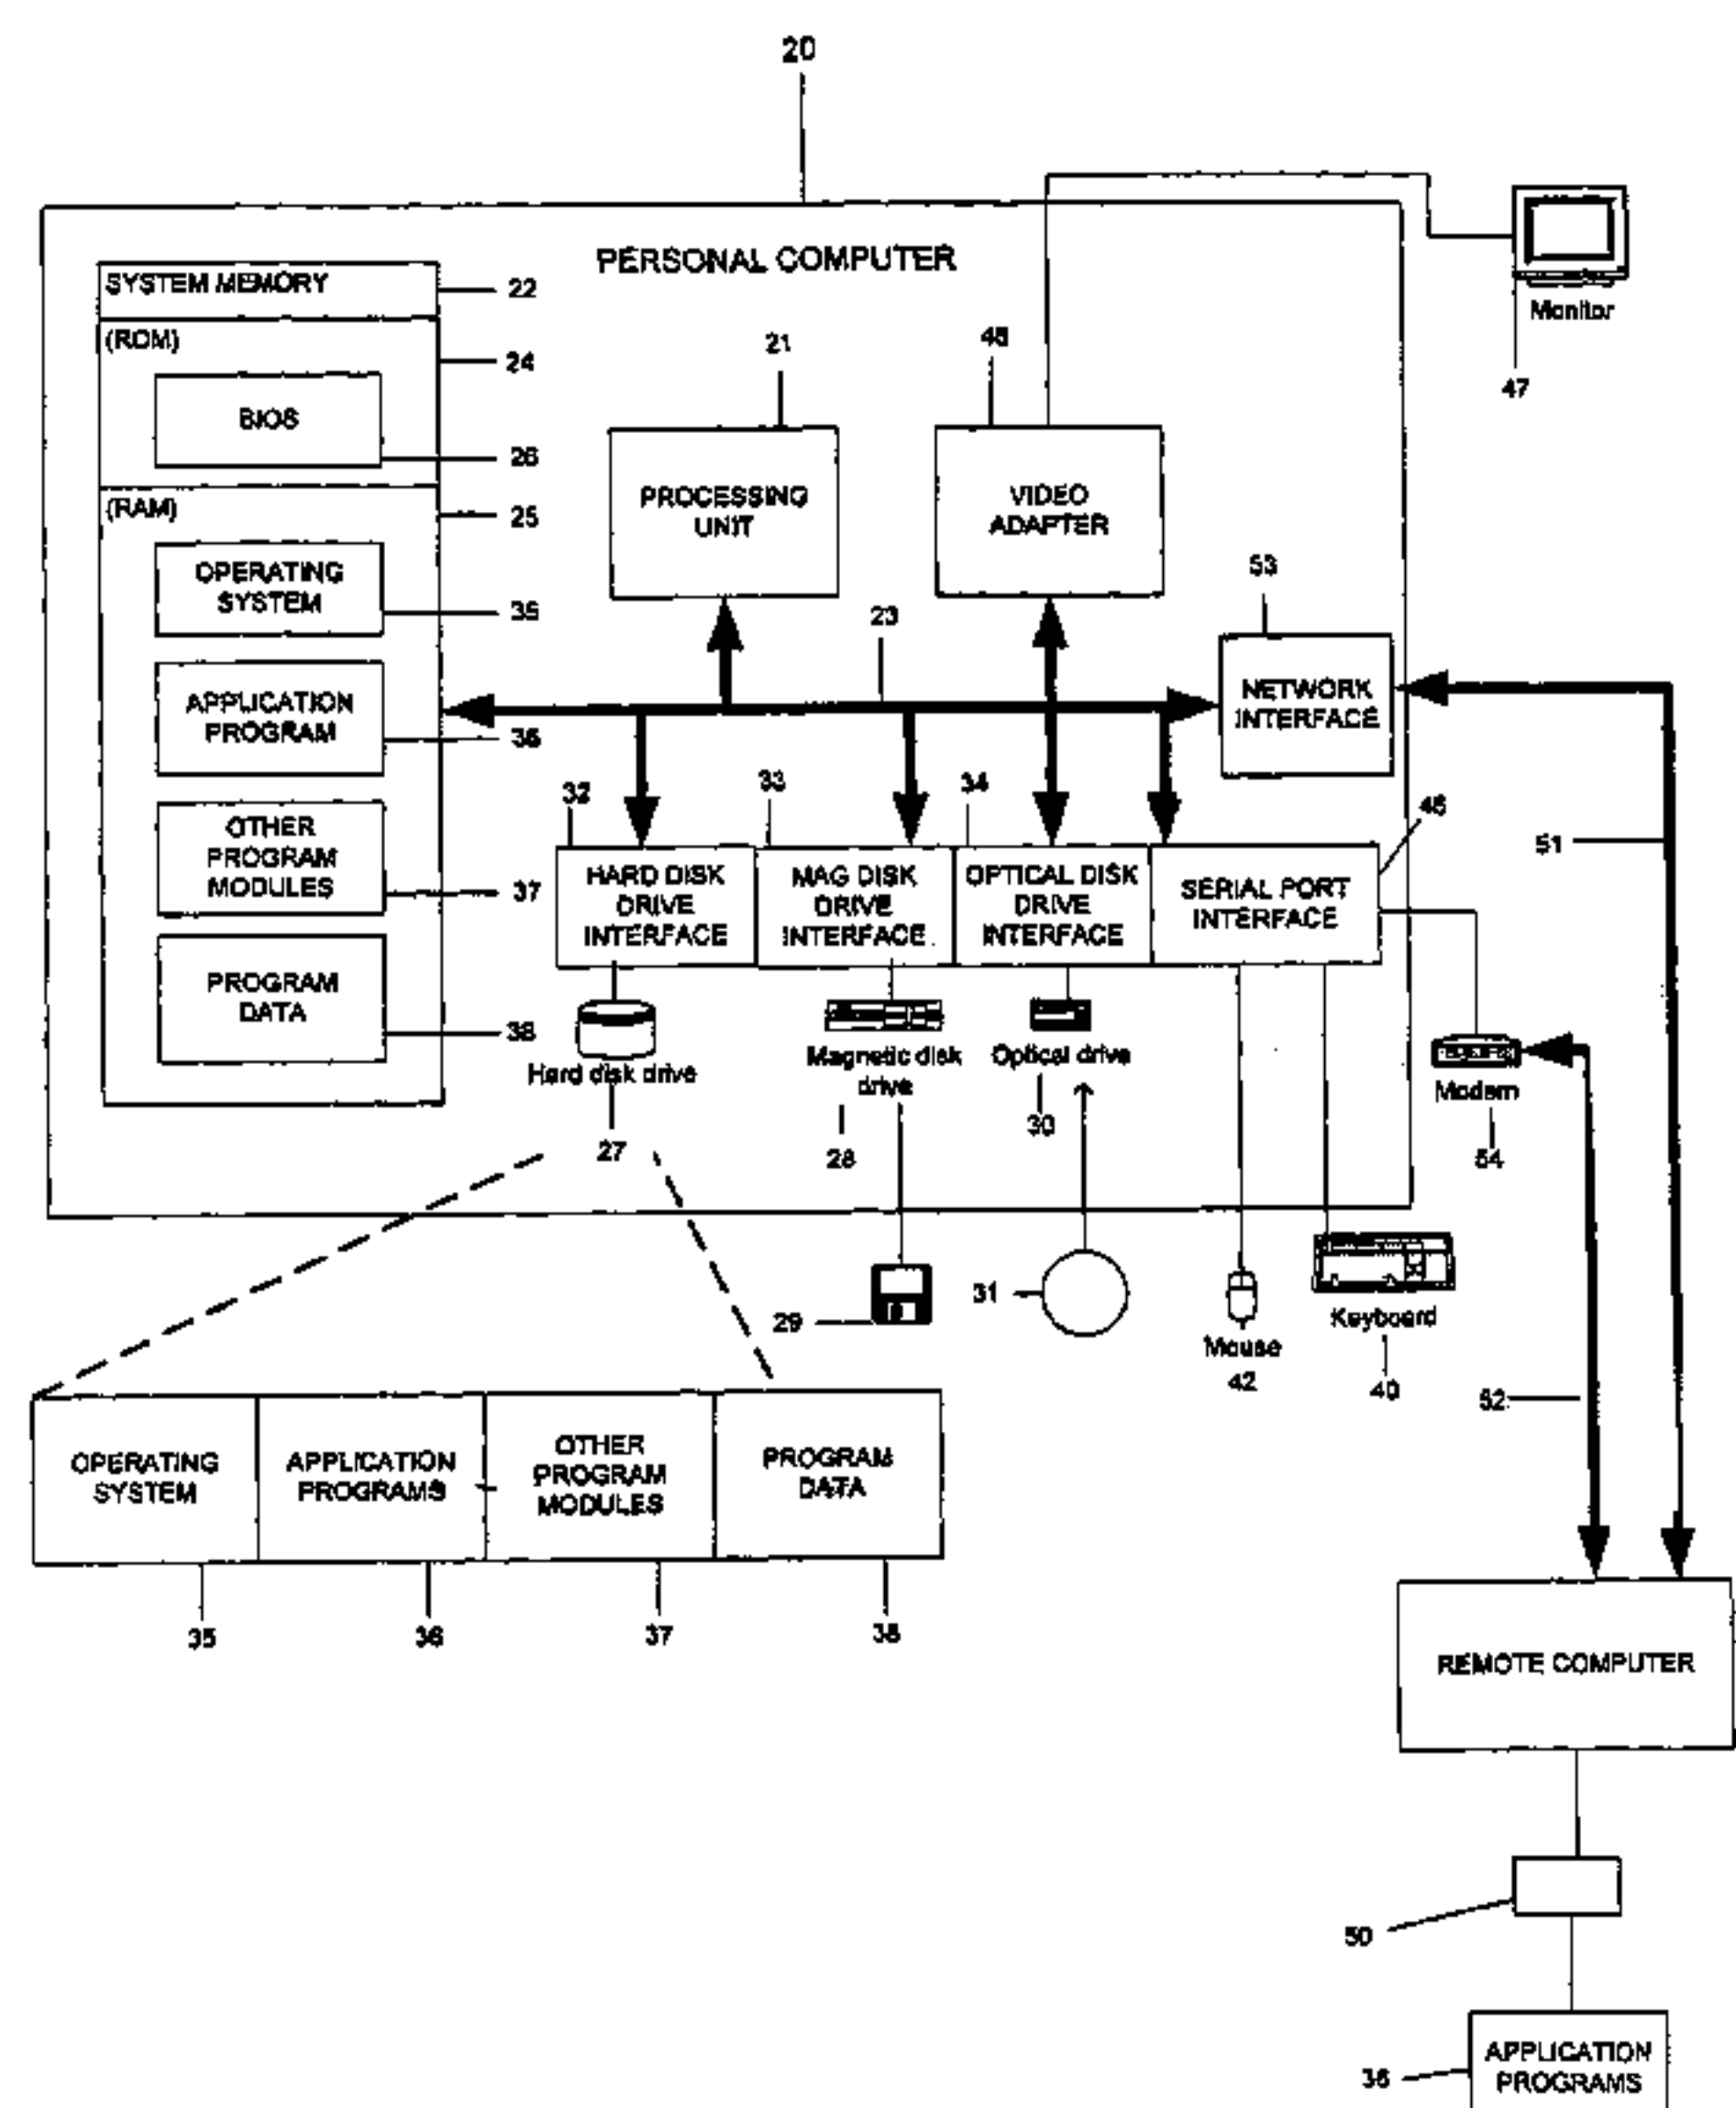 20
PERSONAL COMPUTER
SYSTEM MEMORY
22
(ROM)
24
BIOS
26
(RAM)
25
OPERATING
SYSTEM
35
APPLICATION
PROGRAM
36
OTHER
PROGRAM
MODULES
37
PROGRAM
DATA
38
21
PROCESSING
UNIT
VIDEO
ADAPTER
Monitor
47
23
53
NETWORK
INTERFACE
32
HARD DISK
DRIVE
INTERFACE
33
MAG DISK
DRIVE
INTERFACE
34
OPTICAL DISK
DRIVE
INTERFACE
SERIAL PORT
INTERFACE
51
Hard disk drive
27
Magnetic disk
drive
28
Optical drive
30
Modem
54
29
31
Mouse
42
Keyboard
40
52
OPERATING
SYSTEM
APPLICATION
PROGRAMS
OTHER
PROGRAM
MODULES
PROGRAM
DATA
35
36
37
38
REMOTE COMPUTER
50
36
APPLICATION
PROGRAMS